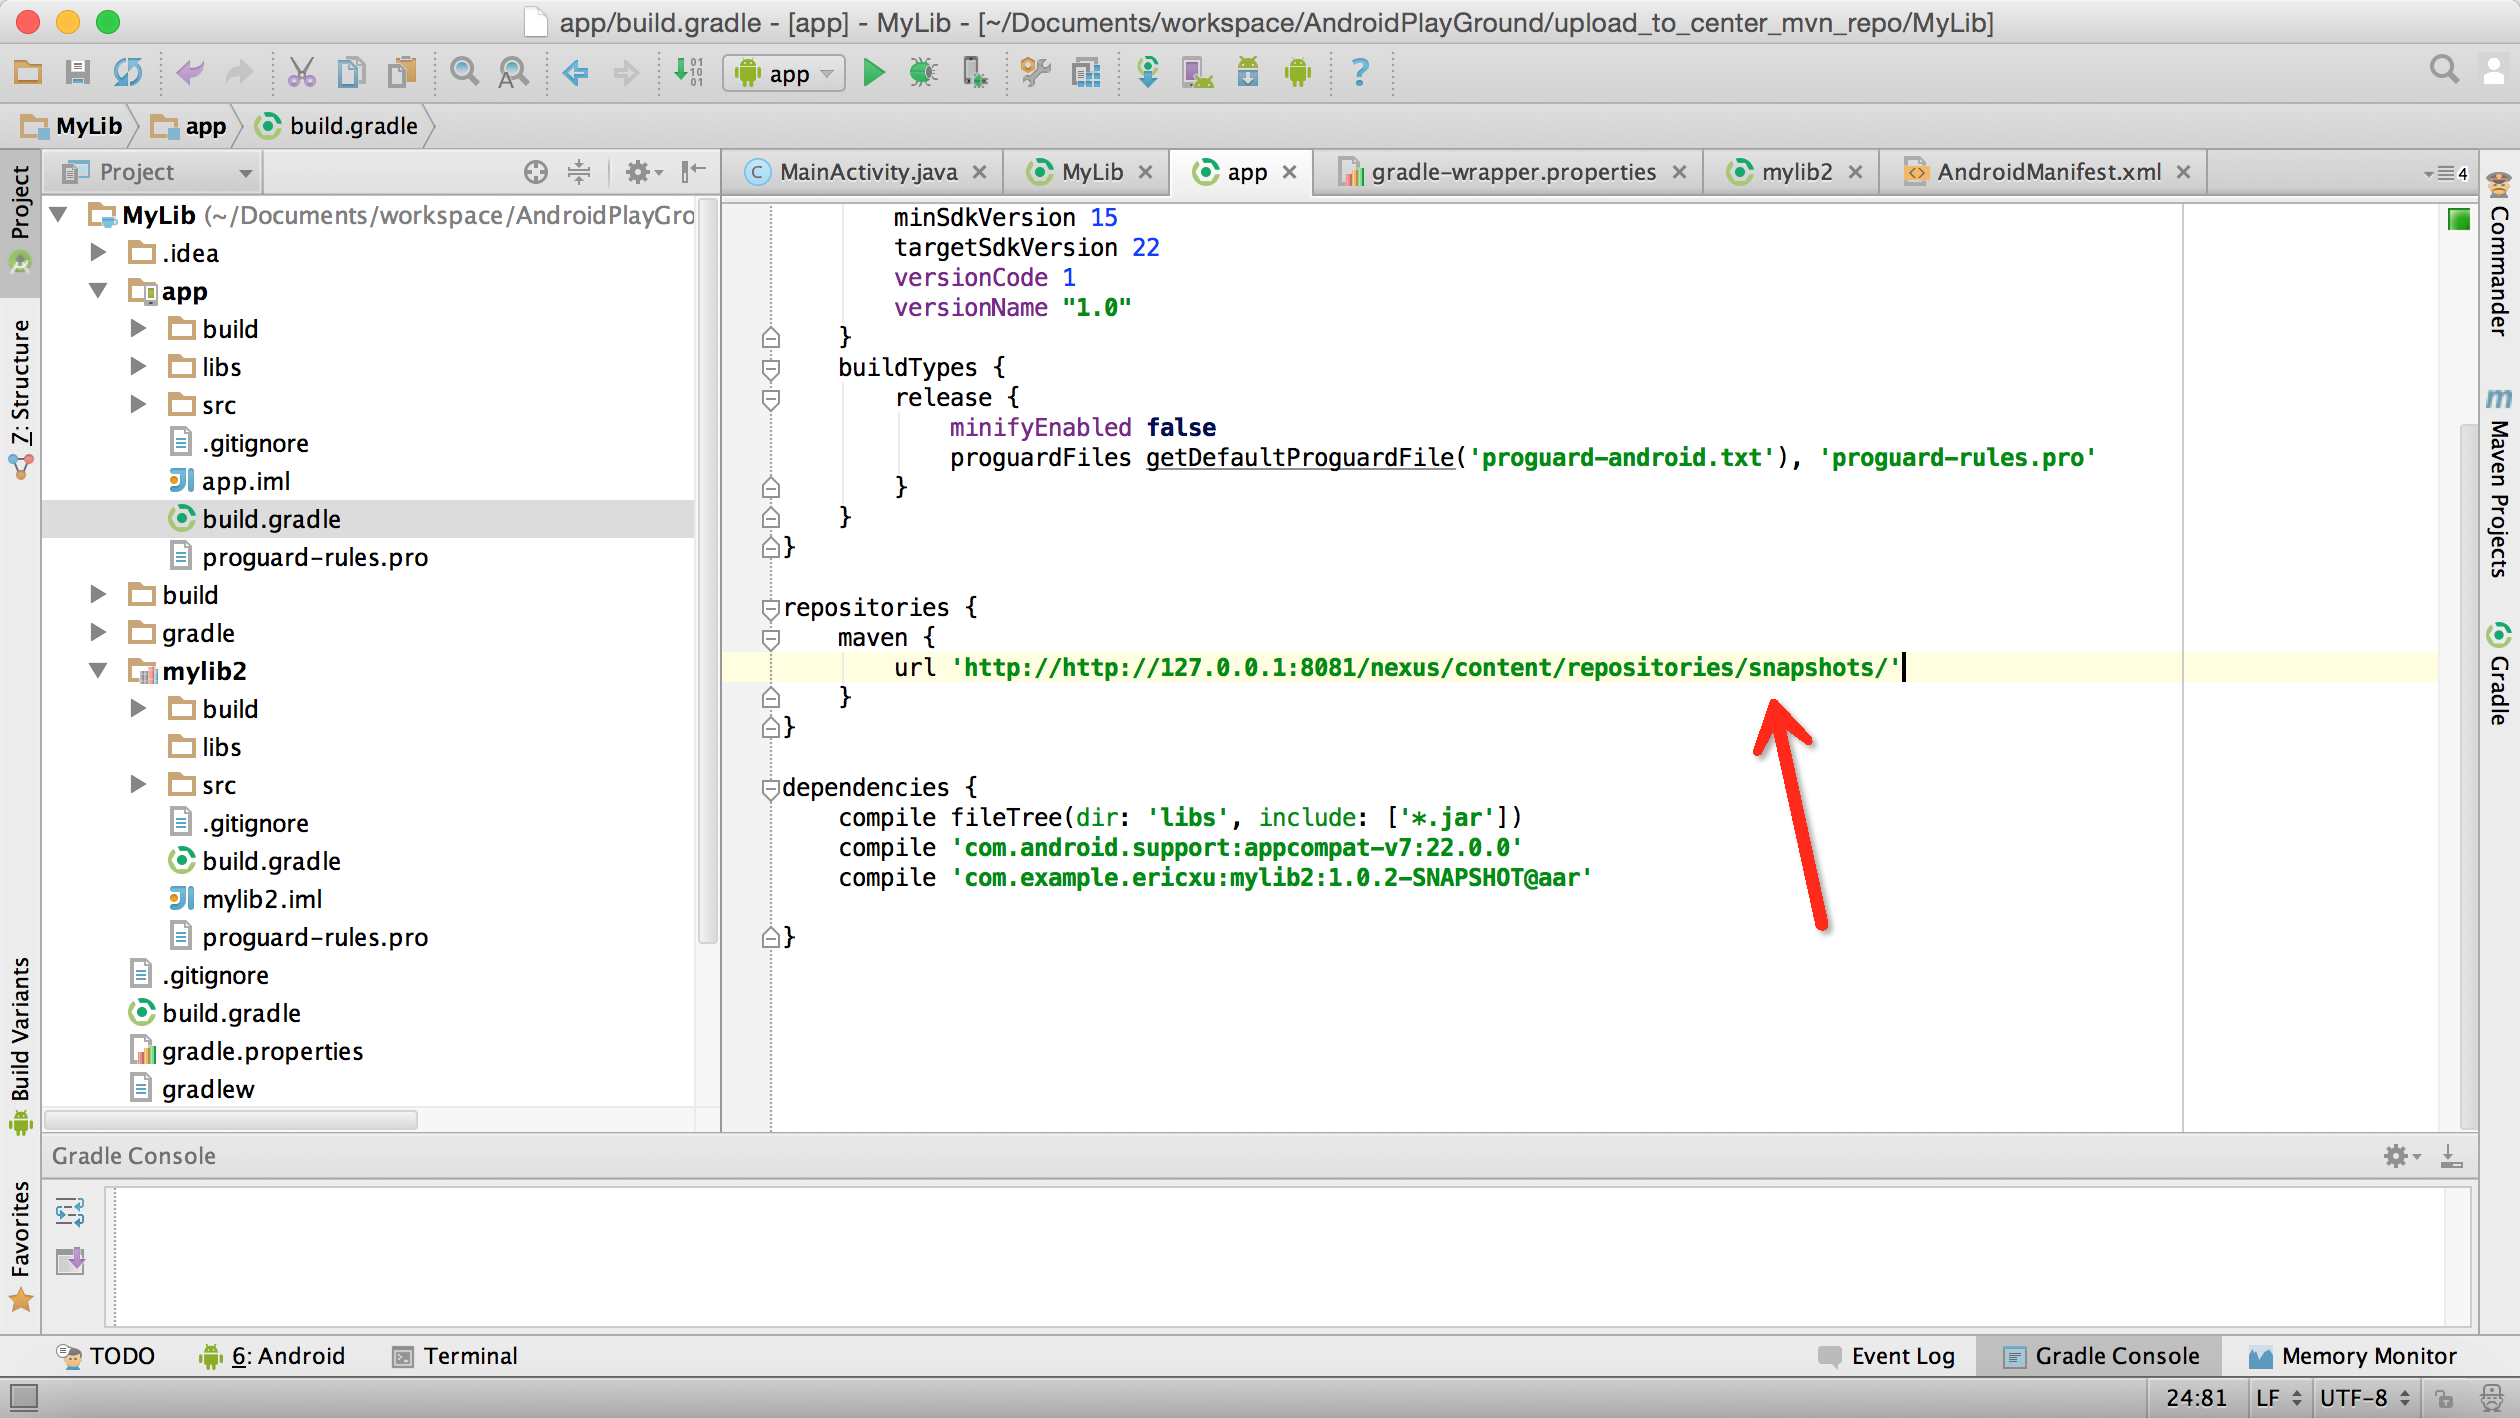 app/build.gradle - [app] - MyLib - [~/Documents/workspace/AndroidPlayGround/upload_to_center_mvn_repo/MyLib]
app
MyLib app build.gradle
Project
MainActivity.java MyLib app gradle-wrapper.properties mylib2 AndroidManifest.xml 4
Project
7: Structure
Build Variants
Favorites
MyLib (~/Documents/workspace/AndroidPlayGro
.idea
app
build
libs
src
.gitignore
app.iml
build.gradle
proguard-rules.pro
build
gradle
mylib2
build
libs
src
.gitignore
build.gradle
mylib2.iml
proguard-rules.pro
.gitignore
build.gradle
gradle.properties
gradlew
minSdkVersion 15
targetSdkVersion 22
versionCode 1
versionName "1.0"
}
buildTypes {
release {
minifyEnabled false
proguardFiles getDefaultProguardFile('proguard-android.txt'), 'proguard-rules.pro'
}
}
}
repositories {
maven {
url 'http://http://127.0.0.1:8081/nexus/content/repositories/snapshots/'
}
}
dependencies {
compile fileTree(dir: 'libs', include: ['*.jar'])
compile 'com.android.support:appcompat-v7:22.0.0'
compile 'com.example.ericxu:mylib2:1.0.2-SNAPSHOT@aar'
}
Commander
Maven Projects
Gradle
Gradle Console
TODO 6: Android Terminal Event Log Gradle Console Memory Monitor
24:81 LF UTF-8